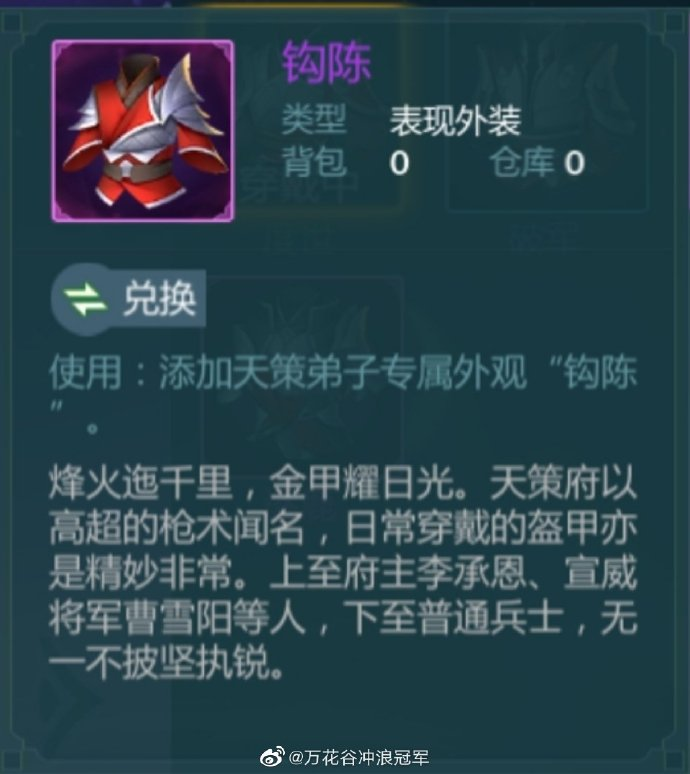 钩陈
类型 表现外装
背包 0 仓库 0
穿戴中
兑换
使用：添加天策弟子专属外观“钩陈
”。
烽火迤千里，金甲耀日光。天策府以
高超的枪术闻名，日常穿戴的盔甲亦
是精妙非常。上至府主李承恩、宣威
将军曹雪阳等人，下至普通兵士，无
一不披坚执锐。
@万花谷冲浪冠军